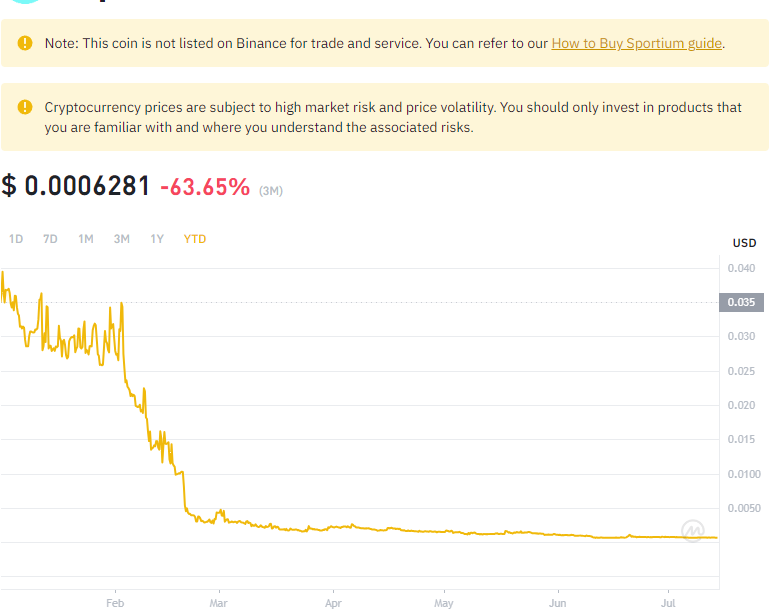 Note: This coin is not listed on Binance for trade and service. You can refer to our How to Buy Sportium guide.
Cryptocurrency prices are subject to high market risk and price volatility. You should only invest in products that
you are familiar with and where you understand the associated risks.
$ 0.0006281 -63.65% (3M)
1D 7D 1M 3M 1Y YTD
USD
0.040
0.035
0.030
0.025
0.020
0.015
0.0100
0.0050
Feb Mar Apr May Jun Jul